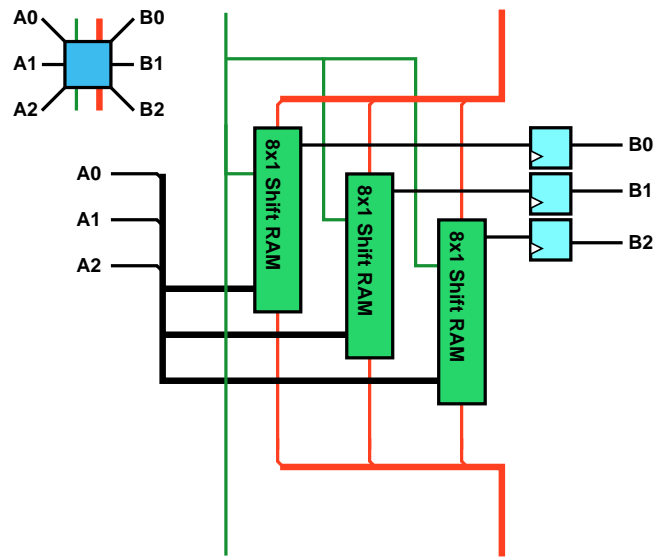 A0
B0
A1
B1
A2
B2
8x1 Shift RAM
8x1 Shift RAM
8x1 Shift RAM
A0
A1
A2
B0
B1
B2